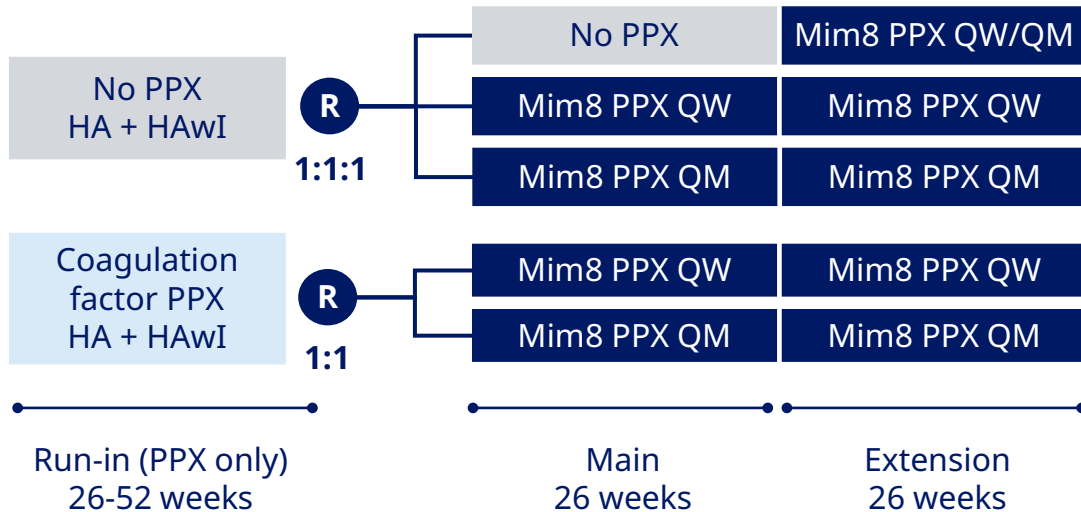 No PPX
HA + HAwI
R
1:1:1
No PPX
Mim8 PPX QW/QM
Mim8 PPX QW
Mim8 PPX QW
Mim8 PPX QM
Mim8 PPX QM
Coagulation
factor PPX
HA + HAwI
R
1:1
Mim8 PPX QW
Mim8 PPX QW
Mim8 PPX QM
Mim8 PPX QM
Run-in (PPX only)
26-52 weeks
Main
26 weeks
Extension
26 weeks